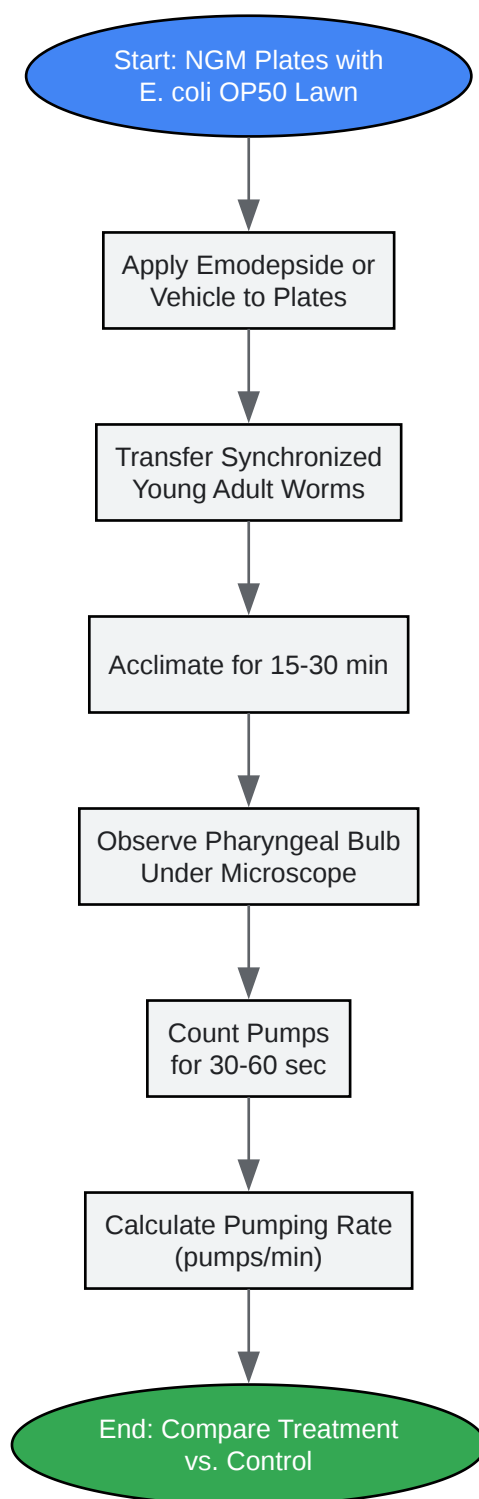 Start: NGM Plates with
E. coli OP50 Lawn
Apply Emodepside or
Vehicle to Plates
Transfer Synchronized
Young Adult Worms
Acclimate for 15-30 min
Observe Pharyngeal Bulb
Under Microscope
Count Pumps
for 30-60 sec
Calculate Pumping Rate
(pumps/min)
End: Compare Treatment
vs. Control